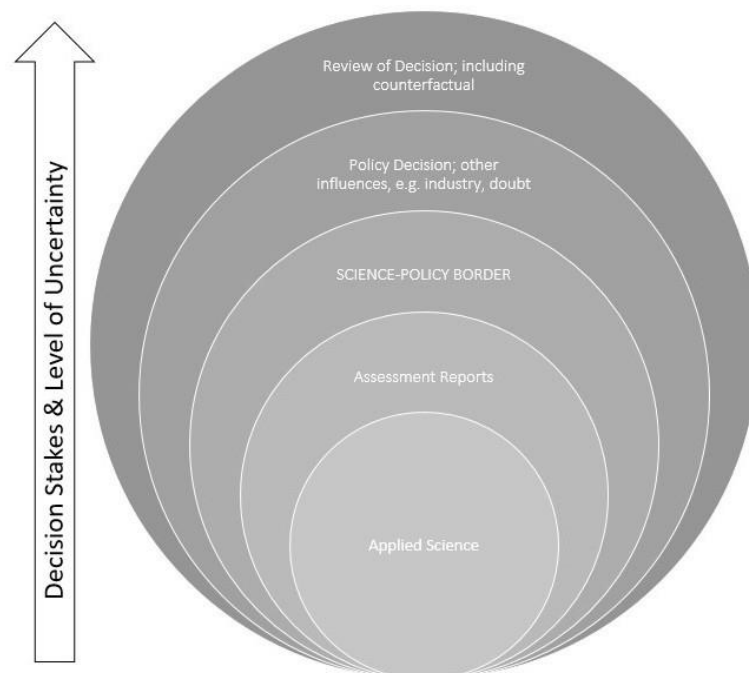 Decision Stakes & Level of Uncertainty
Review of Decision; including
counterfactual
Policy Decision; other
influences, e.g. industry, doubt
SCIENCE-POLICY BORDER
Assessment Reports
Applied Science